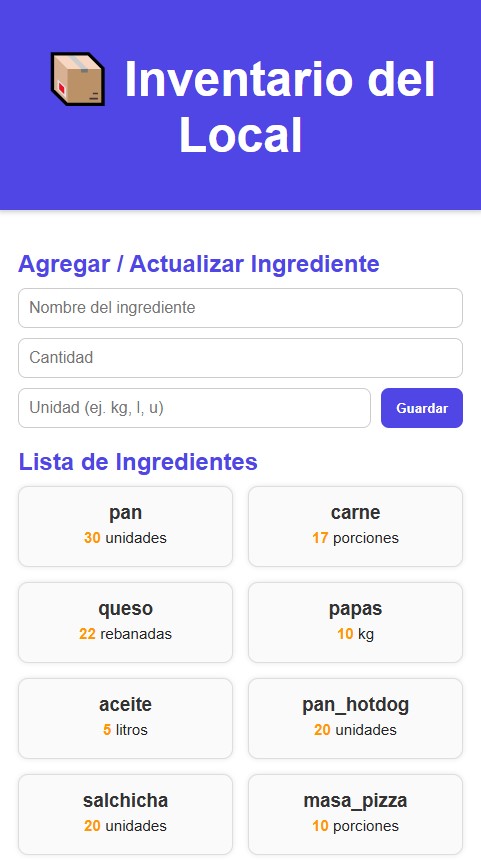 Inventario del
Local
Agregar / Actualizar Ingrediente
Nombre del ingrediente
Cantidad
Unidad (ej. kg, l, u)
Guardar
Lista de Ingredientes
pan
30 unidades
carne
17 porciones
queso
22 rebanadas
papas
10 kg
aceite
5 litros
pan_hotdog
20 unidades
salchicha
20 unidades
masa_pizza
10 porciones